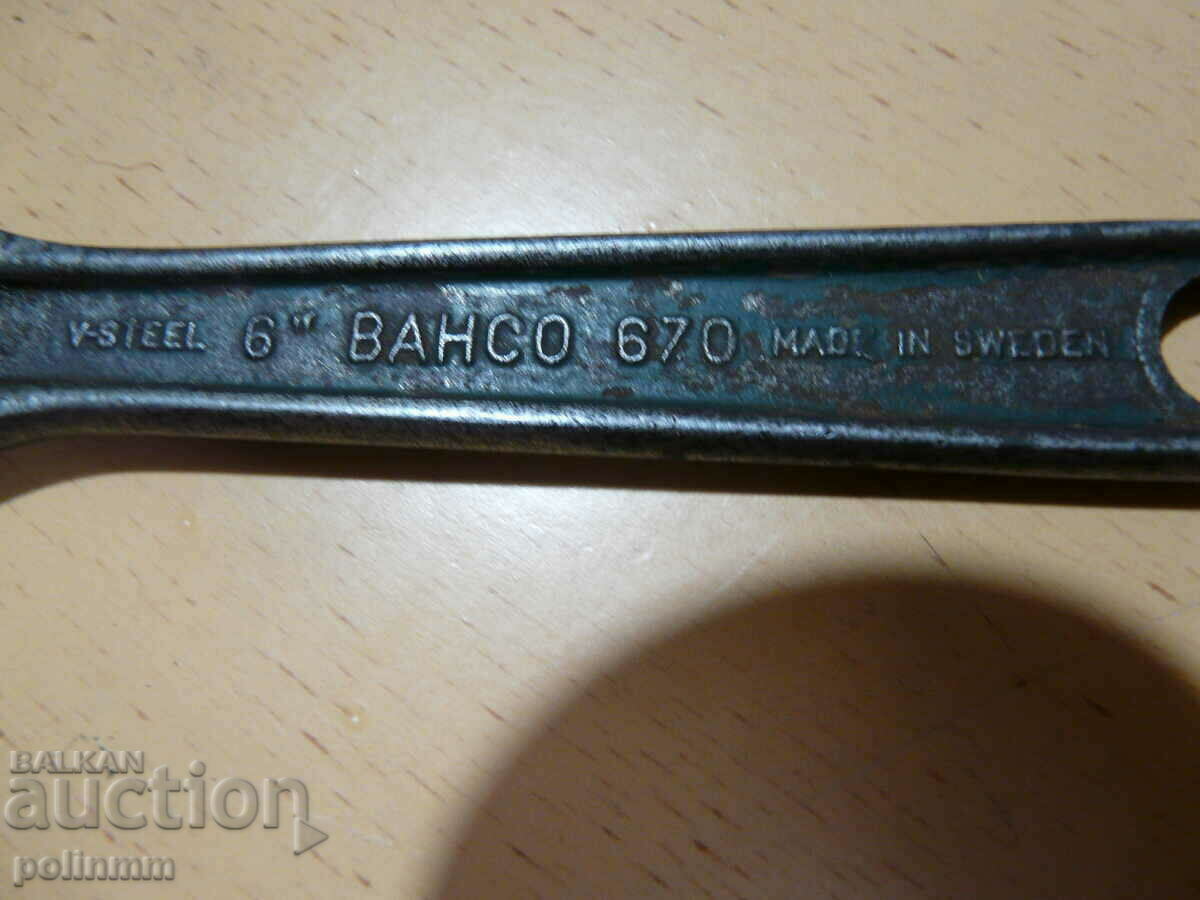 V-STEEL 6" BAHCO 670 MADE IN SWEDEN
BALKAN
auction
polinmm